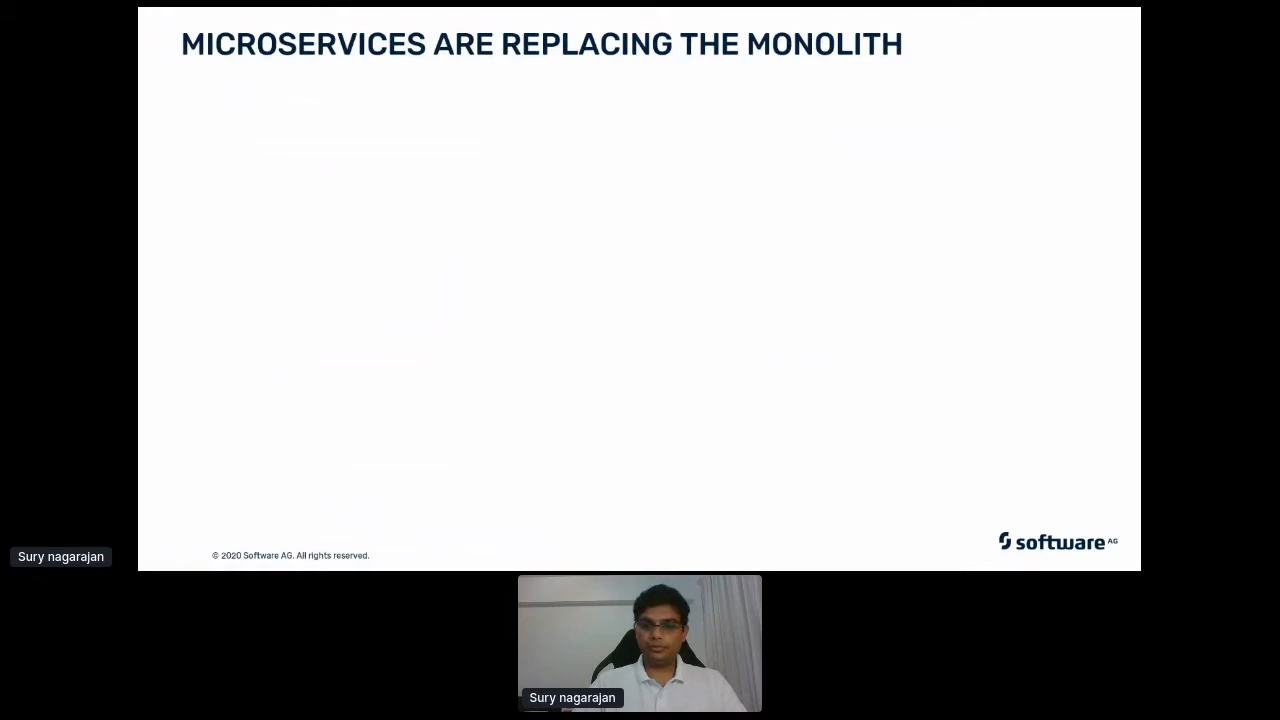 MICROSERVICES ARE REPLACING THE MONOLITH
software AG
© 2020 Software AG. All rights reserved.
Sury nagarajan
Sury nagarajan